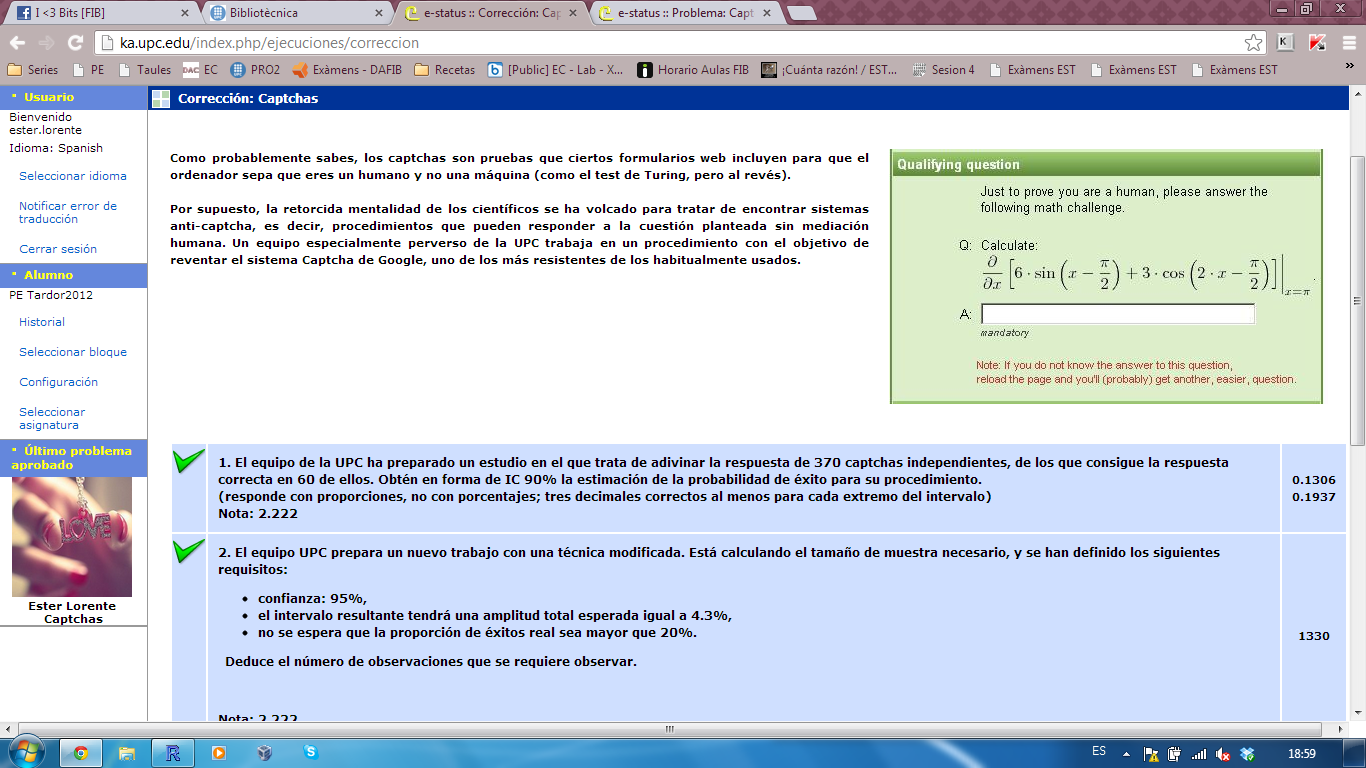 I <3 Bits [FIB]
Bibliotècnica
e-status :: Corrección: Cap
e-status :: Problema: Capt
ka.upc.edu/index.php/ejecuciones/correccion
Series
PE
Taules
DAC EC
PRO2
Exàmens - DAFIB
Recetas
[Public] EC - Lab - X...
Horario Aulas FIB
¡Cuánta razón! / EST...
Sesion 4
Exàmens EST
Exàmens EST
Exàmens EST
»
Usuario
Bienvenido
ester.lorente
Idioma: Spanish
Seleccionar idioma
Notificar error de
traducción
Cerrar sesión
Alumno
PE Tardor2012
Historial
Seleccionar bloque
Configuración
Seleccionar
asignatura
Último problema
aprobado
LOVE
Ester Lorente
Captchas
Corrección: Captchas
Como probablemente sabes, los captchas son pruebas que ciertos formularios web incluyen para que el
ordenador sepa que eres un humano y no una máquina (como el test de Turing, pero al revés).
Por supuesto, la retorcida mentalidad de los científicos se ha volcado para tratar de encontrar sistemas
anti-captcha, es decir, procedimientos que pueden responder a la cuestión planteada sin mediación
humana. Un equipo especialmente perverso de la UPC trabaja en un procedimiento con el objetivo de
reventar el sistema Captcha de Google, uno de los más resistentes de los habitualmente usados.
Qualifying question
Just to prove you are a human, please answer the
following math challenge.
Q: Calculate:
∂/∂x [6 · sin (x − π/2) + 3 · cos (2 · x − π/2)]|x=π .
A:
mandatory
Note: If you do not know the answer to this question,
reload the page and you'll (probably) get another, easier, question.
1. El equipo de la UPC ha preparado un estudio en el que trata de adivinar la respuesta de 370 captchas independientes, de los que consigue la respuesta
correcta en 60 de ellos. Obtén en forma de IC 90% la estimación de la probabilidad de éxito para su procedimiento.
(responde con proporciones, no con porcentajes; tres decimales correctos al menos para cada extremo del intervalo)
Nota: 2.222
0.1306
0.1937
2. El equipo UPC prepara un nuevo trabajo con una técnica modificada. Está calculando el tamaño de muestra necesario, y se han definido los siguientes
requisitos:
• confianza: 95%,
• el intervalo resultante tendrá una amplitud total esperada igual a 4.3%,
• no se espera que la proporción de éxitos real sea mayor que 20%.
Deduce el número de observaciones que se requiere observar.
Nota: 2.222
1330
ES
18:59